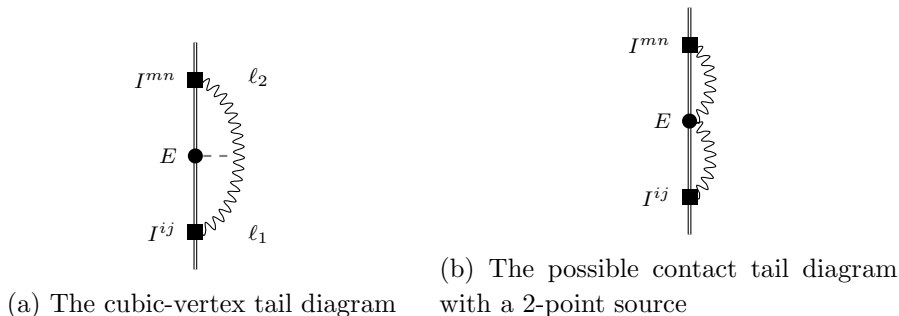 I^{mn}
ℓ_2
E
I^{ij}
ℓ_1
(a) The cubic-vertex tail diagram
I^{mn}
E
I^{ij}
(b) The possible contact tail diagram
with a 2-point source